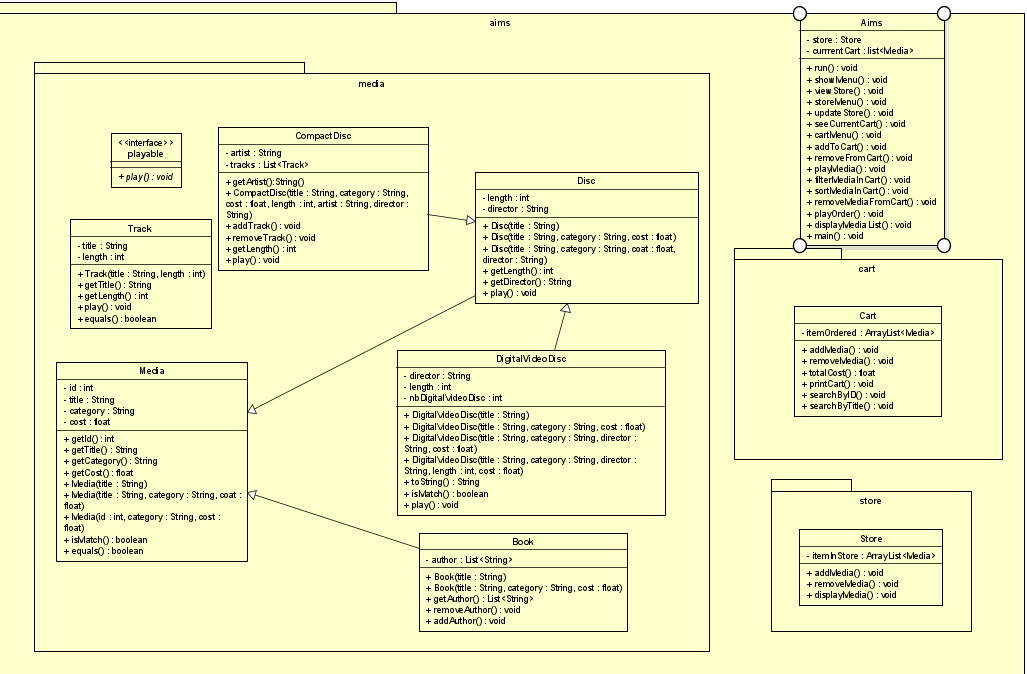 aims
media
<<interface>>
playable
+ play() : void
CompactDisc
- artist : String
- tracks : List<Track>
+ getArtist():String()
+ CompactDisc(title : String, category : String,
cost : float, length : int, artist : String, director :
String)
+ addTrack() : void
+ removeTrack() : void
+ getLength() : int
+ play() : void
Disc
- length : int
- director : String
+ Disc(title : String)
+ Disc(title : String, category : String, cost : float)
+ Disc(title : String, category : String, coat : float,
director : String)
+ getLength() : int
+ getDirector() : String
+ play() : void
Track
- title : String
- length : int
+ Track(title : String, length : int)
+ getTitle() : String
+ getLength() : int
+ play() : void
+ equals() : boolean
Media
- id : int
- title : String
- category : String
- cost : float
+ getId() : int
+ getTitle() : String
+ getCategory() : String
+ getCost() : float
+ Media(title : String)
+ Media(title : String, category : String, coat :
float)
+ Media(id : int, category : String, cost :
float)
+ isMatch() : boolean
+ equals() : boolean
DigitalVideoDisc
- director : String
- length : int
- nbDigitalVideoDisc : int
+ DigitalVideoDisc(title : String)
+ DigitalVideoDisc(title : String, category : String, cost : float)
+ DigitalVideoDisc(title : String, category : String, director :
String, cost : float)
+ DigitalVideoDisc(title : String, category : String, director :
String, length : int, cost : float)
+ toString() : String
+ isMatch() : boolean
+ play() : void
Book
- author : List<String>
+ Book(title : String)
+ Book(title : String, category : String, cost : float)
+ getAuthor() : List<String>
+ removeAuthor() : void
+ addAuthor() : void
Aims
- store : Store
- currrentCart : list<Media>
+ run() : void
+ showMenu() : void
+ viewStore() : void
+ storeMenu() : void
+ updateStore() : void
+ seeCurrentCart() : void
+ cartMenu() : void
+ addToCart() : void
+ removeFromCart() : void
+ playMedia() : void
+ filterMediaInCart() : void
+ sortMediaInCart() : void
+ removeMediaFromCart() : void
+ playOrder() : void
+ displayMediaList() : void
+ main() : void
cart
Cart
- itemOrdered : ArrayList<Media>
+ addMedia() : void
+ removeMedia() : void
+ totalCost() : float
+ printCart() : void
+ searchByID() : void
+ searchByTitle() : void
store
Store
- itemInStore : ArrayList<Media>
+ addMedia() : void
+ removeMedia() : void
+ displayMedia() : void